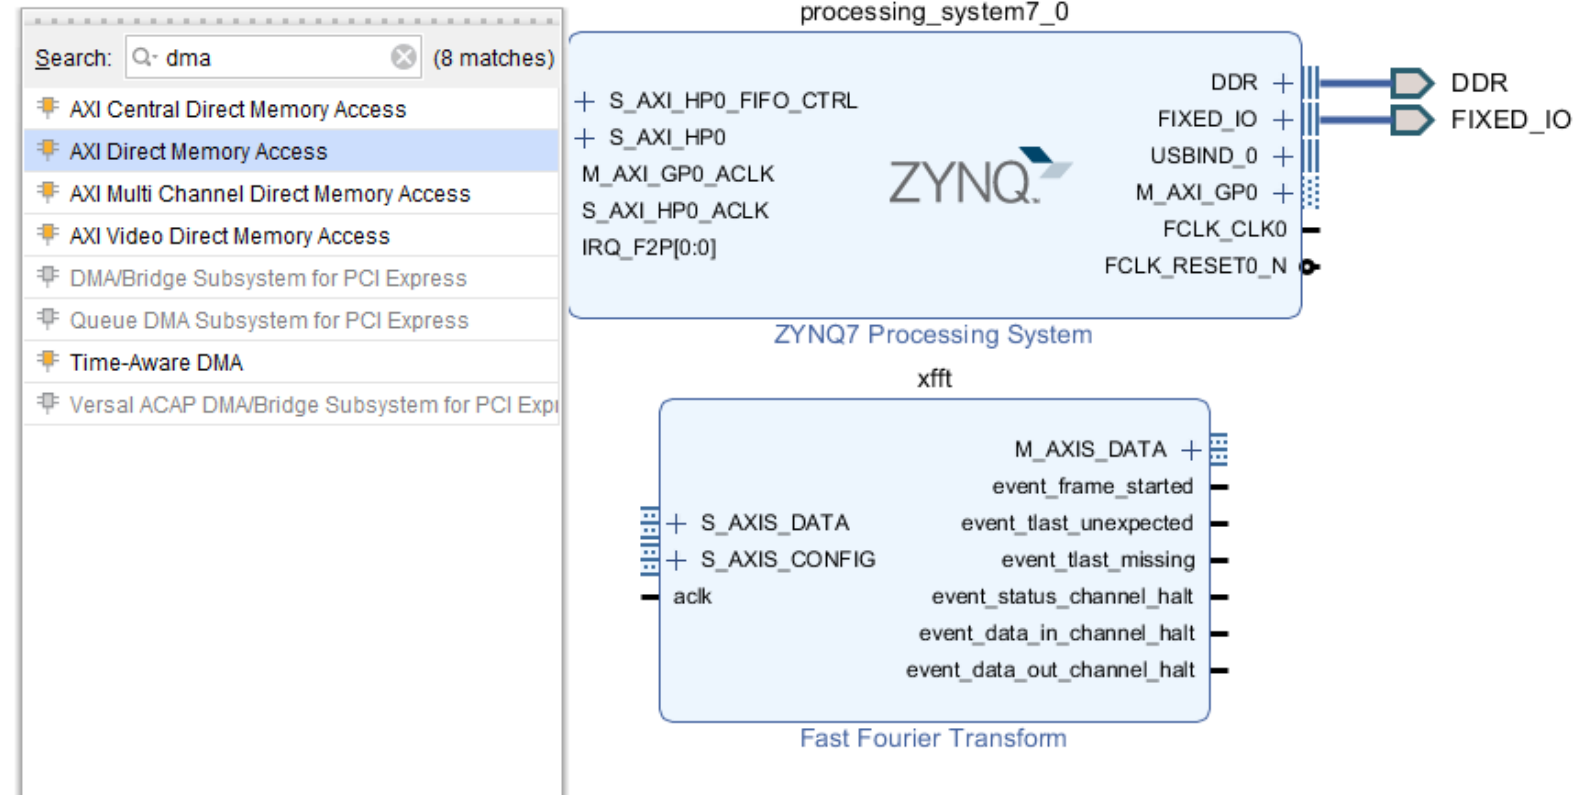 Search: dma (8 matches)
AXI Central Direct Memory Access
AXI Direct Memory Access
AXI Multi Channel Direct Memory Access
AXI Video Direct Memory Access
DMA/Bridge Subsystem for PCI Express
Queue DMA Subsystem for PCI Express
Time-Aware DMA
Versal ACAP DMA/Bridge Subsystem for PCI Expr
processing_system7_0
S_AXI_HP0_FIFO_CTRL
S_AXI_HP0
M_AXI_GP0_ACLK
S_AXI_HP0_ACLK
IRQ_F2P[0:0]
ZYNQ
DDR
FIXED_IO
USBIND_0
M_AXI_GP0
FCLK_CLK0
FCLK_RESET0_N
DDR
FIXED_IO
ZYNQ7 Processing System
xfft
S_AXIS_DATA
S_AXIS_CONFIG
aclk
M_AXIS_DATA
event_frame_started
event_tlast_unexpected
event_tlast_missing
event_status_channel_halt
event_data_in_channel_halt
event_data_out_channel_halt
Fast Fourier Transform